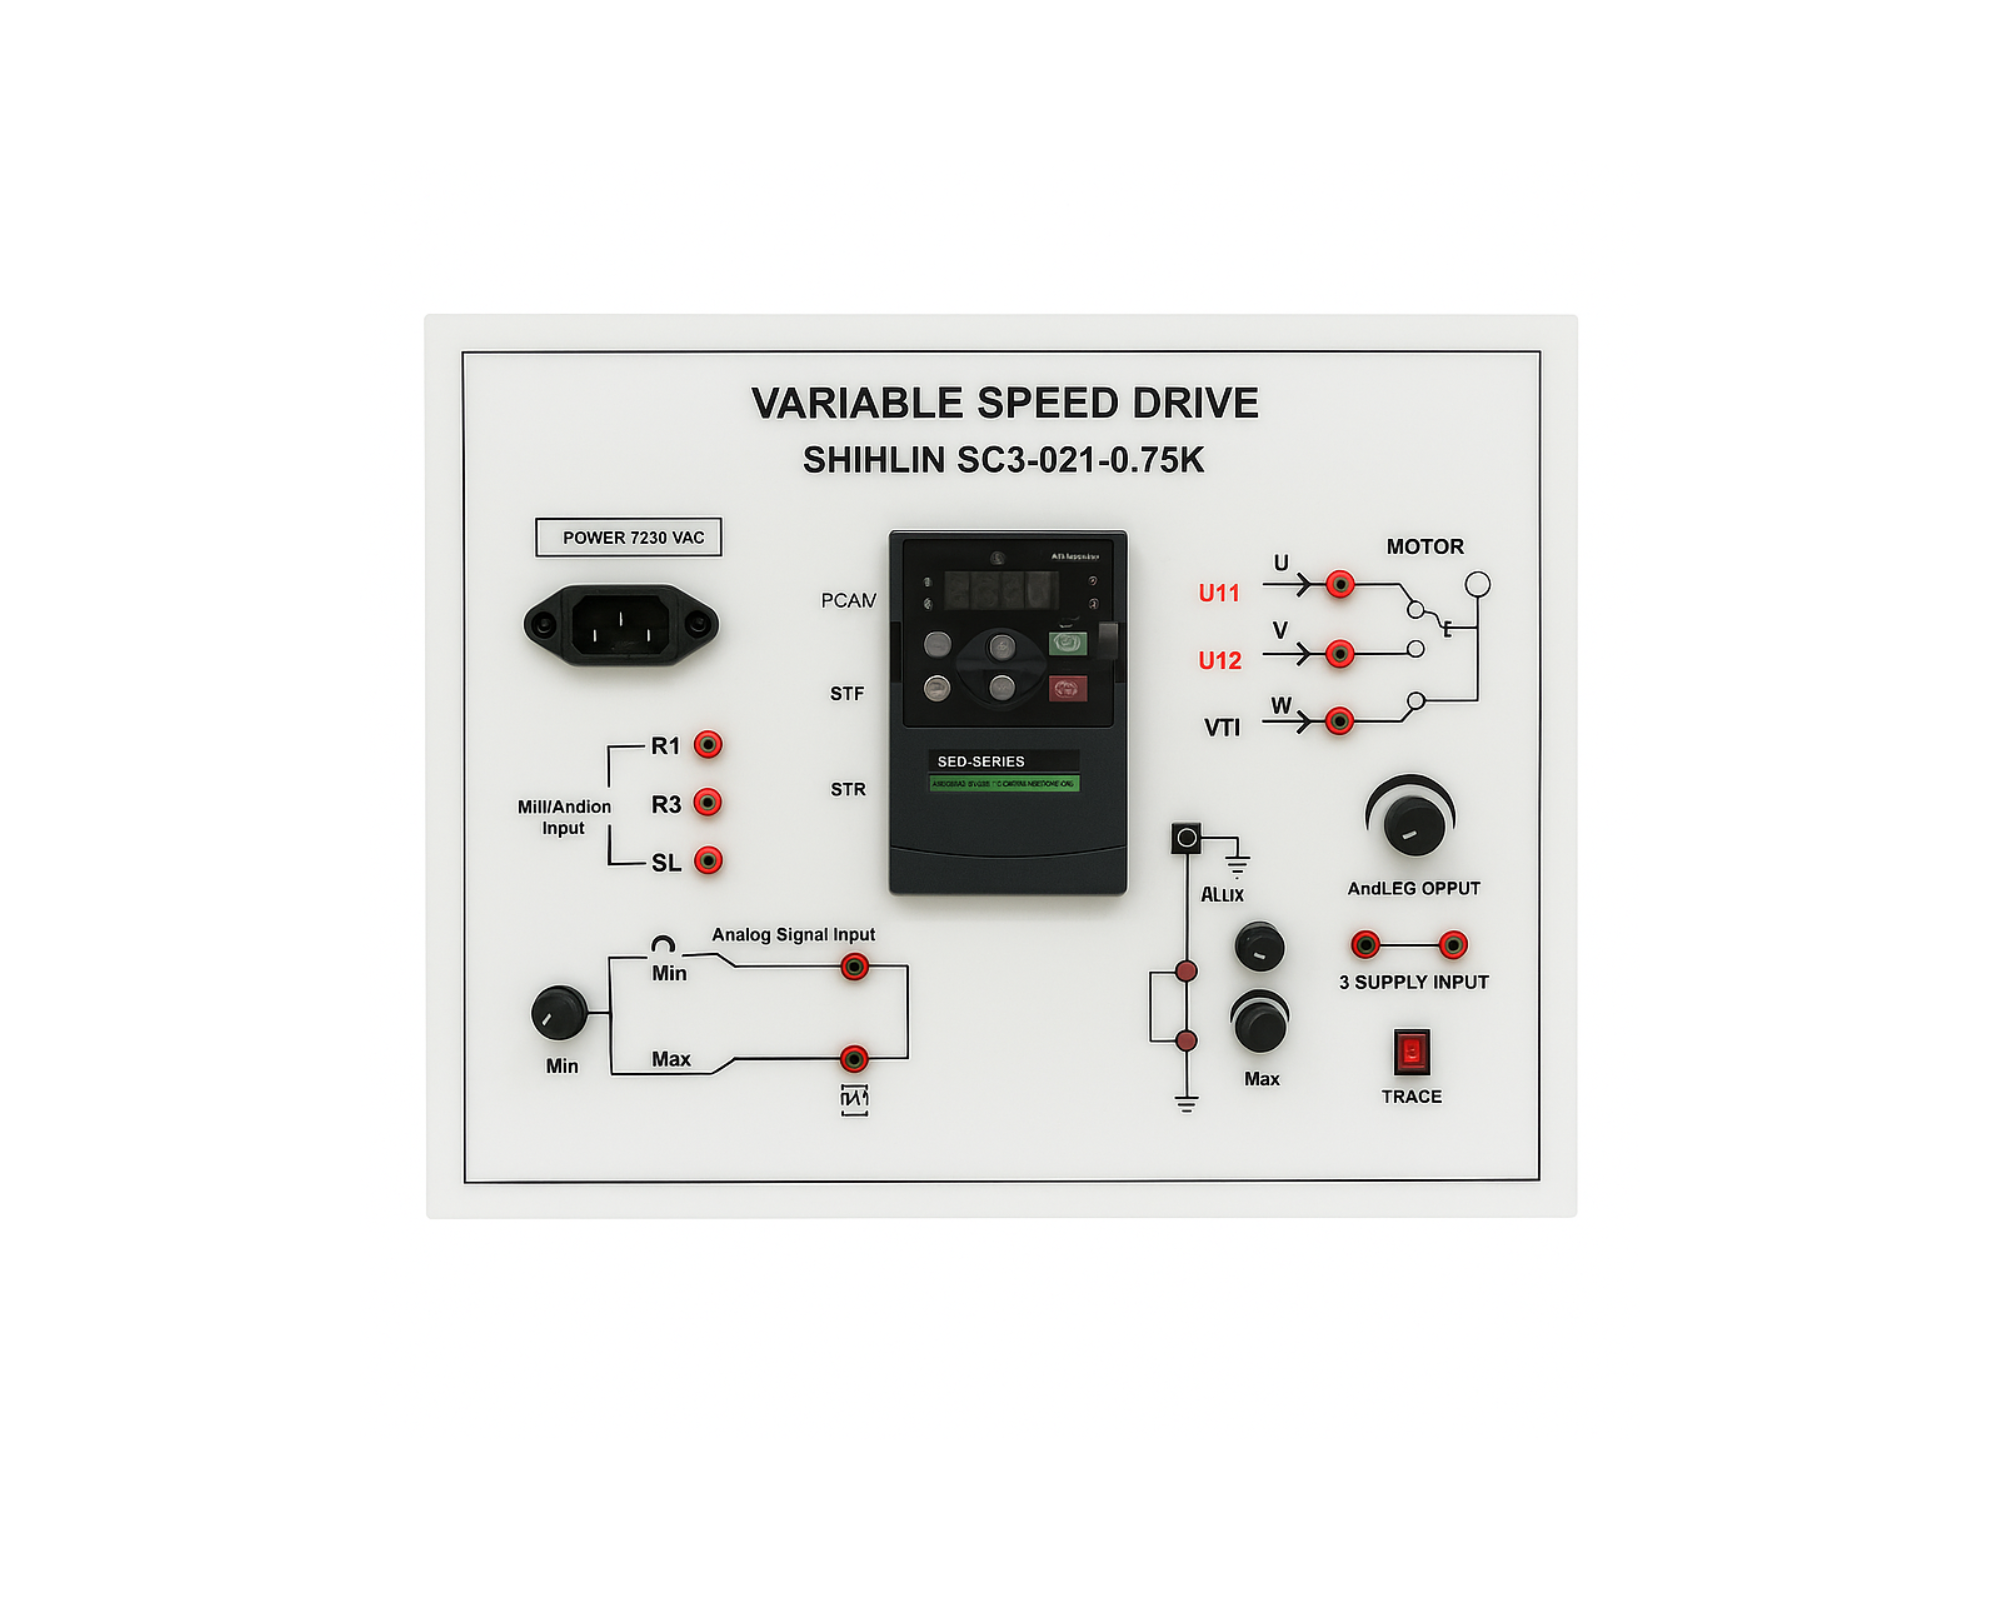 VARIABLE SPEED DRIVE
SHIHLIN SC3-021-0.75K
POWER 7230 VAC
PCAIV
STF
STR
SED-SERIES
MOTOR
U
U11
V
U12
W
VTI
R1
Mill/Andion
Input
R3
SL
Analog Signal Input
Min
Max
Min
ALLIX
Max
AndLEG OPPUT
3 SUPPLY INPUT
TRACE